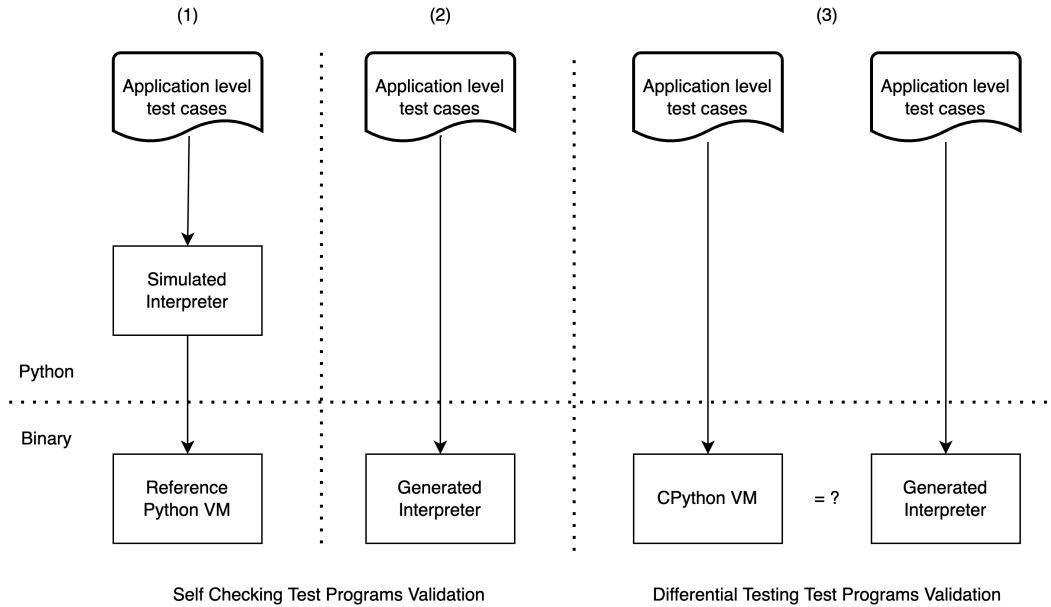 (1)
(2)
(3)
Application level
test cases
Application level
test cases
Application level
test cases
Application level
test cases
Simulated
Interpreter
Python
Binary
Reference
Python VM
Generated
Interpreter
CPython VM
= ?
Generated
Interpreter
Self Checking Test Programs Validation
Differential Testing Test Programs Validation